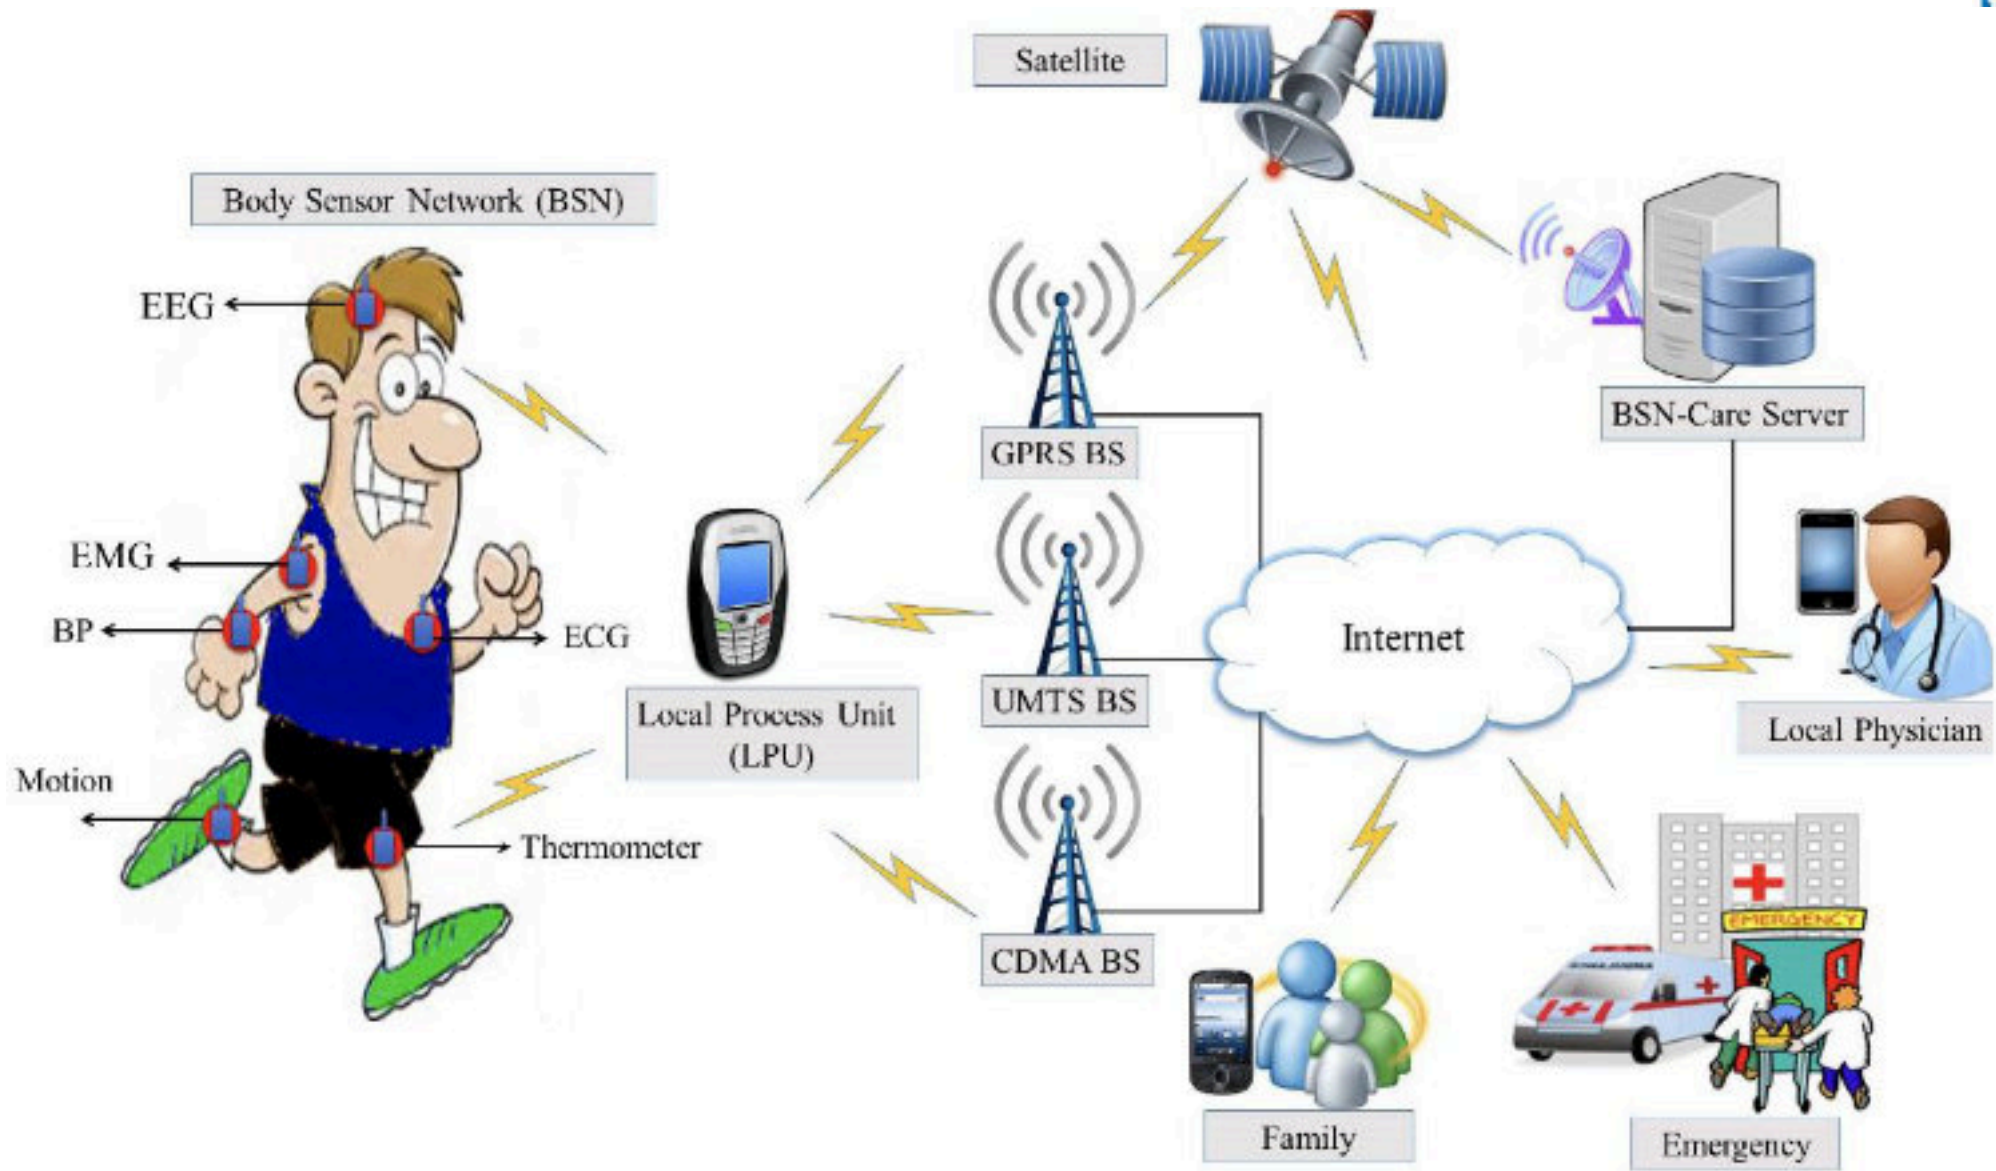 Satellite
Body Sensor Network (BSN)
EEG
BSN-Care Server
GPRS BS
EMG
BP
ECG
Internet
Local Process Unit
(LPU)
UMTS BS
Local Physician
Motion
Thermometer
EMERGENCY
CDMA BS
Family
Emergency